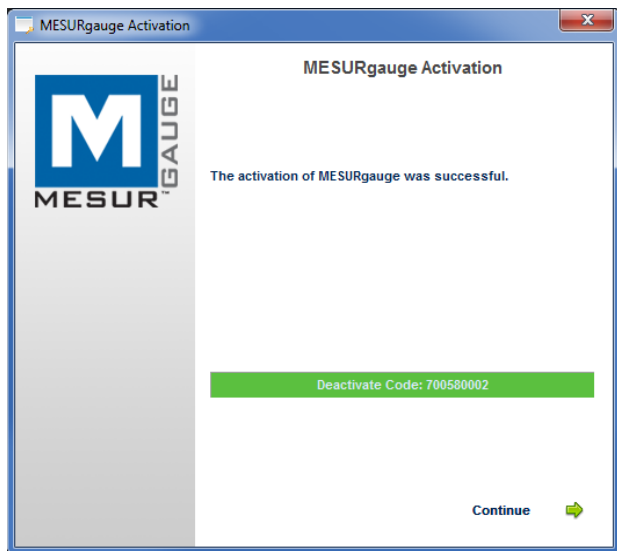 MESURgauge Activation
MESURgauge Activation
M
MESUR™
GAUGE
The activation of MESURgauge was successful.
Deactivate Code: 700580002
Continue